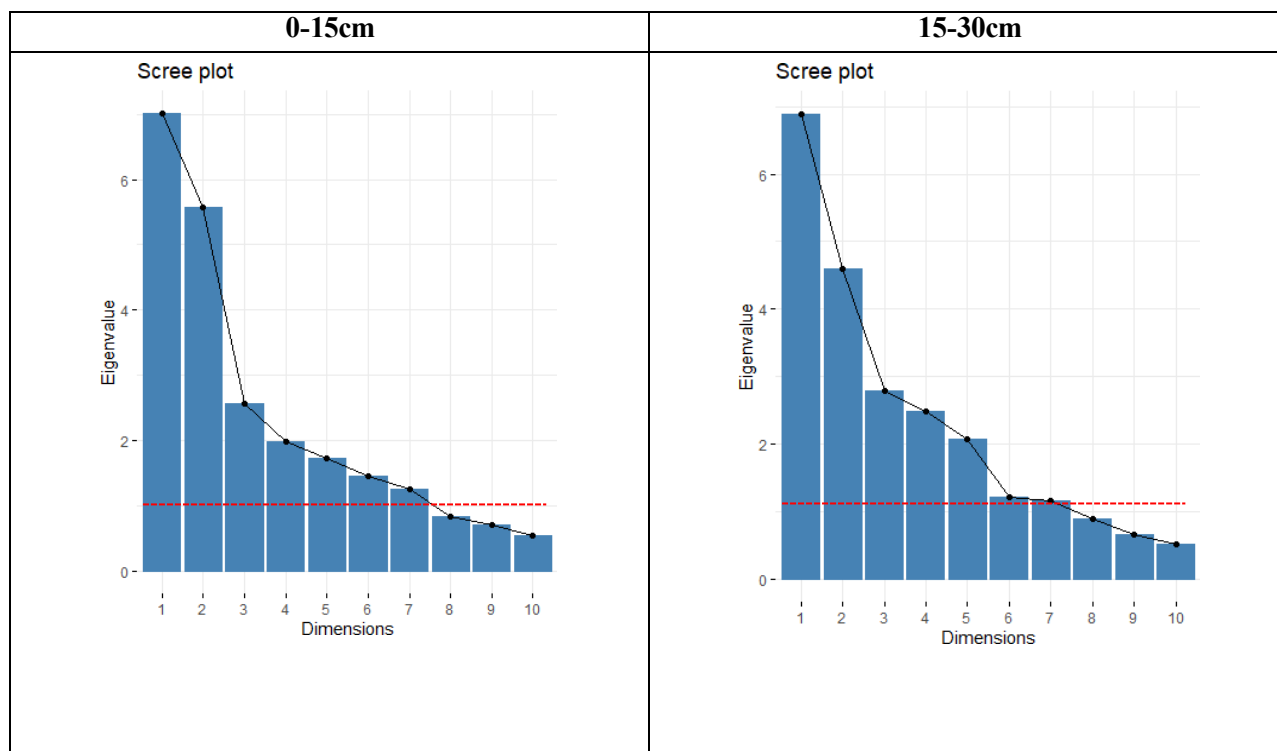 0-15cm
15-30cm
Scree plot
Eigenvalue
6
4
2
0
1 2 3 4 5 6 7 8 9 10
Dimensions
Scree plot
Eigenvalue
6
4
2
0
1 2 3 4 5 6 7 8 9 10
Dimensions